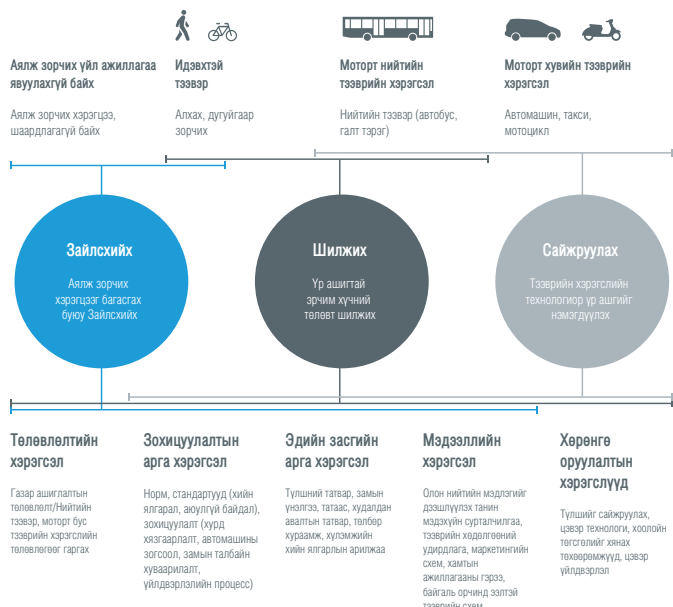 Аялж зорчих үйл ажиллагаа
явуулахгүй байх
Аялж зорчих хэрэгцээ,
шаардлагагүй байх
Идэвхтэй
тээвэр
Алхах, дугуйгаар
зорчих
Моторт нийтийн
тээврийн хэрэгсэл
Нийтийн тээвэр (автобус,
галт тэрэг)
Моторт хувийн тээврийн
хэрэгсэл
Автомашин, такси,
мотоцикл
Зайлсхийх
Аялж зорчих
хэрэгцээг багасгах
буюу Зайлсхийх
Шилжих
Үр ашигтай
эрчим хүчний
төлөвт шилжих
Сайжруулах
Тээврийн хэрэгслийн
технологиор үр ашгийг
нэмэгдүүлэх
Төлөвлөлтийн
хэрэгсэл
Газар ашиглалтын
төлөвлөлт/Нийтийн
тээвэр, моторт бус
тээврийн хэрэгслийн
төлөвлөгөөг гаргах
Зохицуулалтын
арга хэрэгсэл
Норм, стандартууд (хийн
ялгарал, аюулгүй байдал),
зохицуулалт (хурд
хязгаарлалт, автомашины
зогсоол, замын талбайн
хуваарилалт,
үйлдвэрлэлийн процесс)
Эдийн засгийн
арга хэрэгсэл
Түлшний татвар, замын
үнэлгээ, татаас, худалдан
авалтын татвар, төлбөр
хураамж, хүлэмжийн
хийн ялгарлын арилжаа
Мэдээллийн
хэрэгсэл
Олон нийтийн мэдлэгийг
дээшлүүлэх танин
мэдэхүйн сурталчилгаа,
тээврийн хөдөлгөөний
удирдлага, маркетингийн
схем, хамтын
ажиллагааны гэрээ,
байгаль орчинд ээлтэй
тээврийн схем
Хөрөнгө
оруулалтын
хэрэгслүүд
Түлшийг сайжруулах,
цэвэр технологи, хоолойн
төгсгөлийг хянах
төхөөрөмжүүд, цэвэр
үйлдвэрлэл